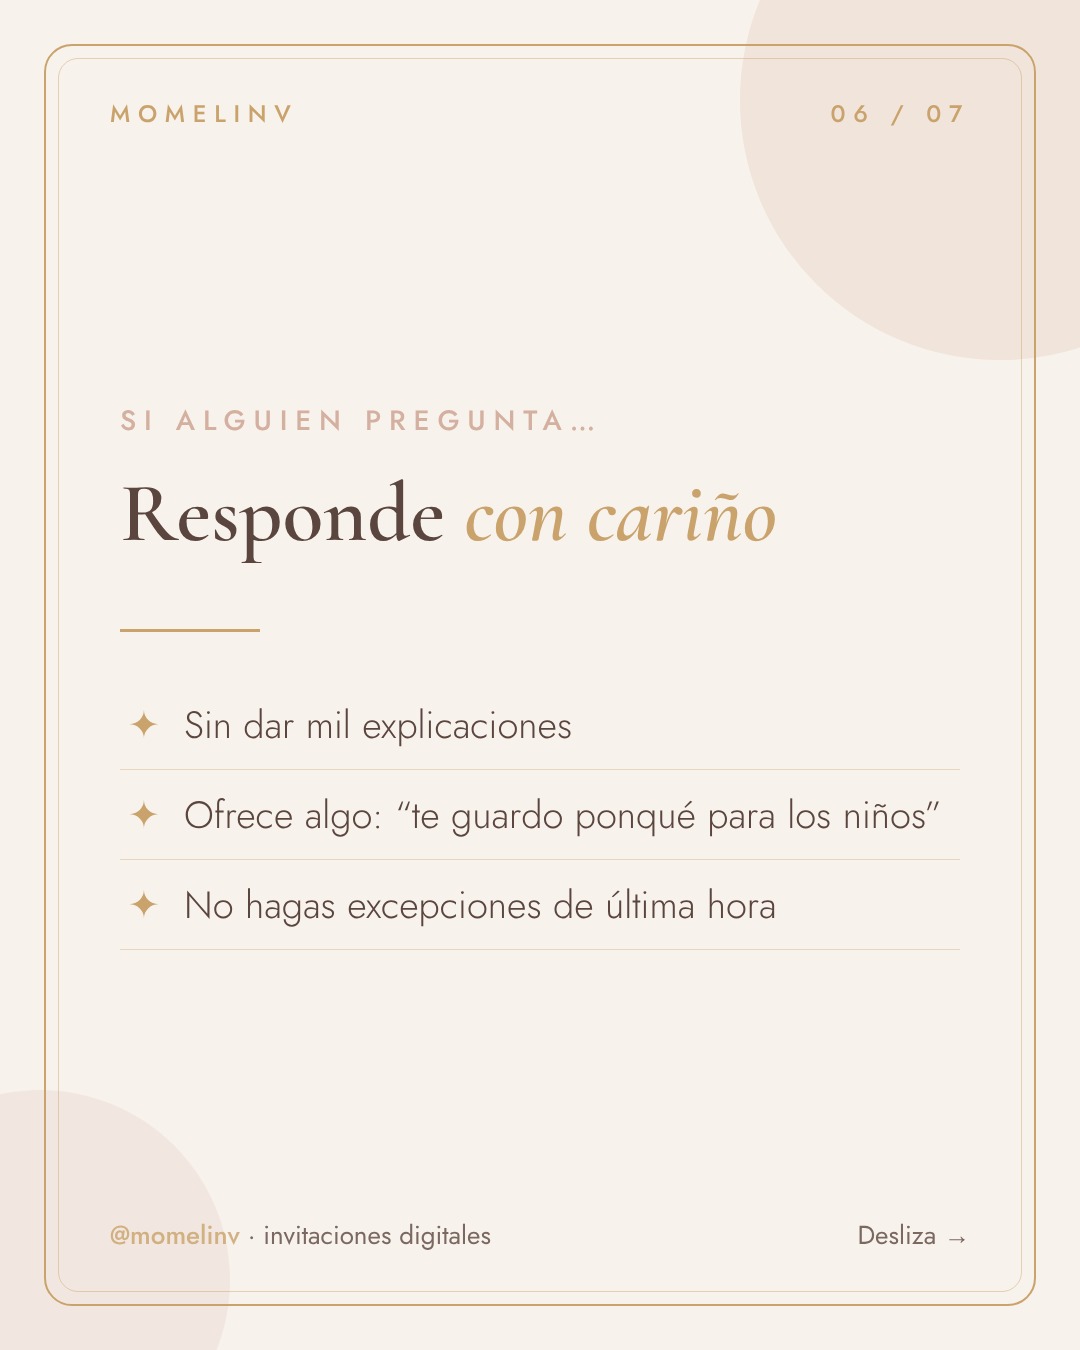 MOMELINV
06 / 07
SI ALGUIEN PREGUNTA…
Responde con cariño
✦ Sin dar mil explicaciones
✦ Ofrece algo: “te guardo ponqué para los niños”
✦ No hagas excepciones de última hora
@momelinv · invitaciones digitales
Desliza →